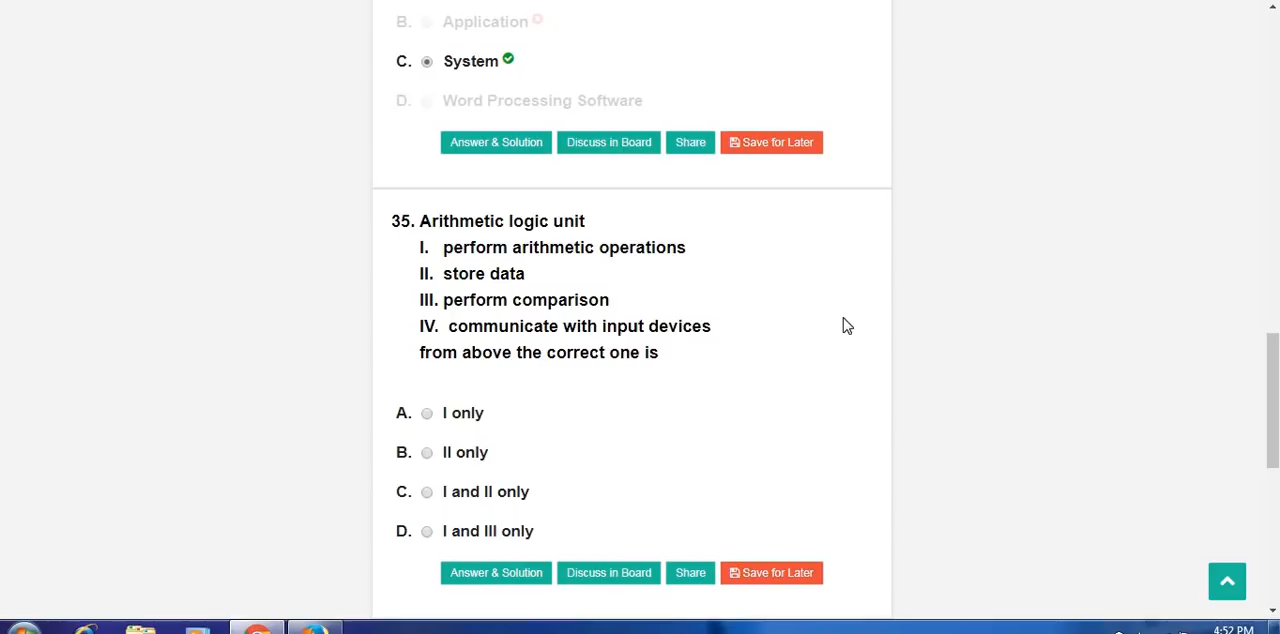 B. Application
C. System
D. Word Processing Software
Answer & Solution Discuss in Board Share Save for Later
35. Arithmetic logic unit
I. perform arithmetic operations
II. store data
III. perform comparison
IV. communicate with input devices
from above the correct one is
A. I only
B. II only
C. I and II only
D. I and III only
Answer & Solution Discuss in Board Share Save for Later
4:52 PM